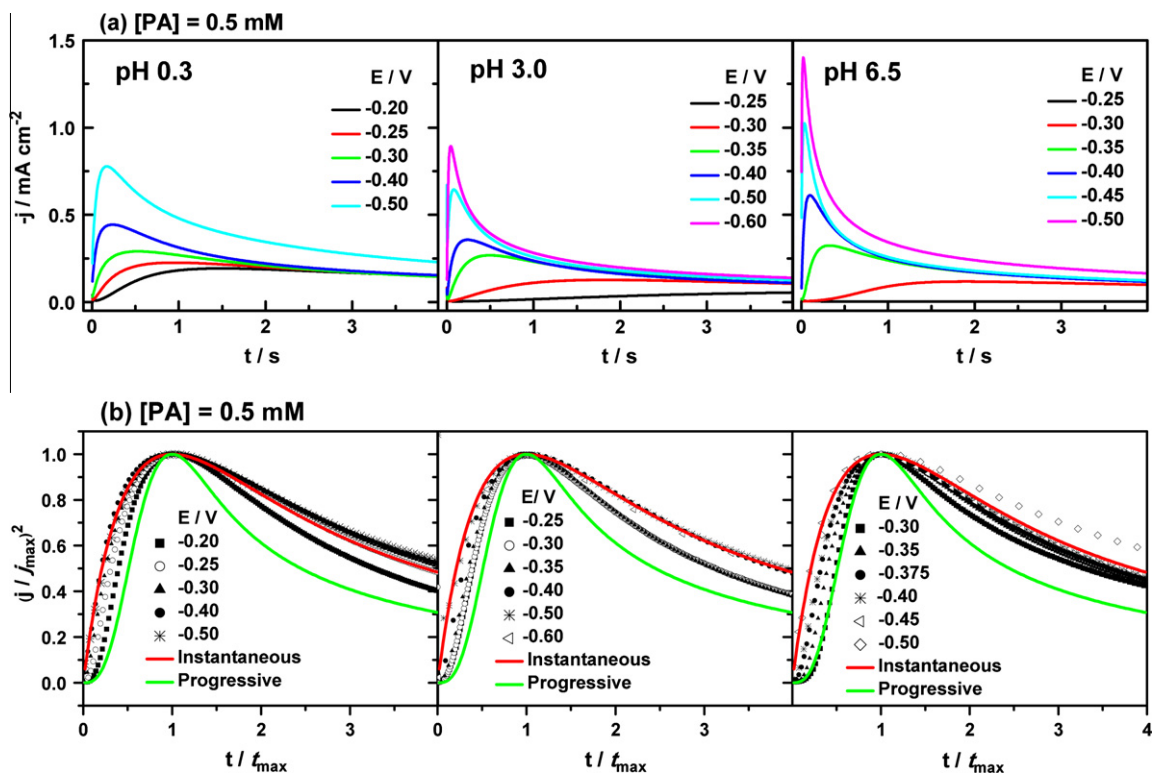 (a) [PA] = 0.5 mM
-j / mA cm⁻²
1.5
1.0
0.5
0.0
pH 0.3
E / V
-0.20
-0.25
-0.30
-0.40
-0.50
pH 3.0
E / V
-0.25
-0.30
-0.35
-0.40
-0.50
-0.60
pH 6.5
E / V
-0.25
-0.30
-0.35
-0.40
-0.45
-0.50
0 1 2 3
0 1 2 3
0 1 2 3
t / s
t / s
t / s
(b) [PA] = 0.5 mM
(j / jmax)²
1.0
0.8
0.6
0.4
0.2
0.0
E/ V
-0.20
-0.25
-0.30
-0.40
-0.50
Instantaneous
Progressive
E/ V
-0.25
-0.30
-0.35
-0.40
-0.50
-0.60
Instantaneous
Progressive
E/ V
-0.30
-0.35
-0.375
-0.40
-0.45
-0.50
Instantaneous
Progressive
0 1 2 3
0 1 2 3
0 1 2 3 4
t / tmax
t / tmax
t / tmax